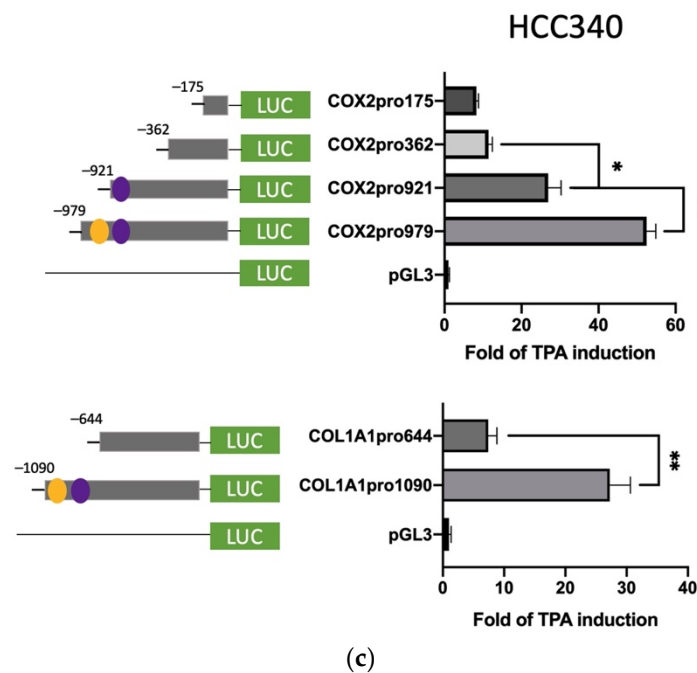 HCC340
−175
LUC
COX2pro175
−362
LUC
COX2pro362
−921
LUC
COX2pro921
*
−979
LUC
COX2pro979
LUC
pGL3
0 20 40 60
Fold of TPA induction
−644
LUC
COL1A1pro644
**
−1090
LUC
COL1A1pro1090
LUC
pGL3
0 10 20 30 40
Fold of TPA induction
(c)